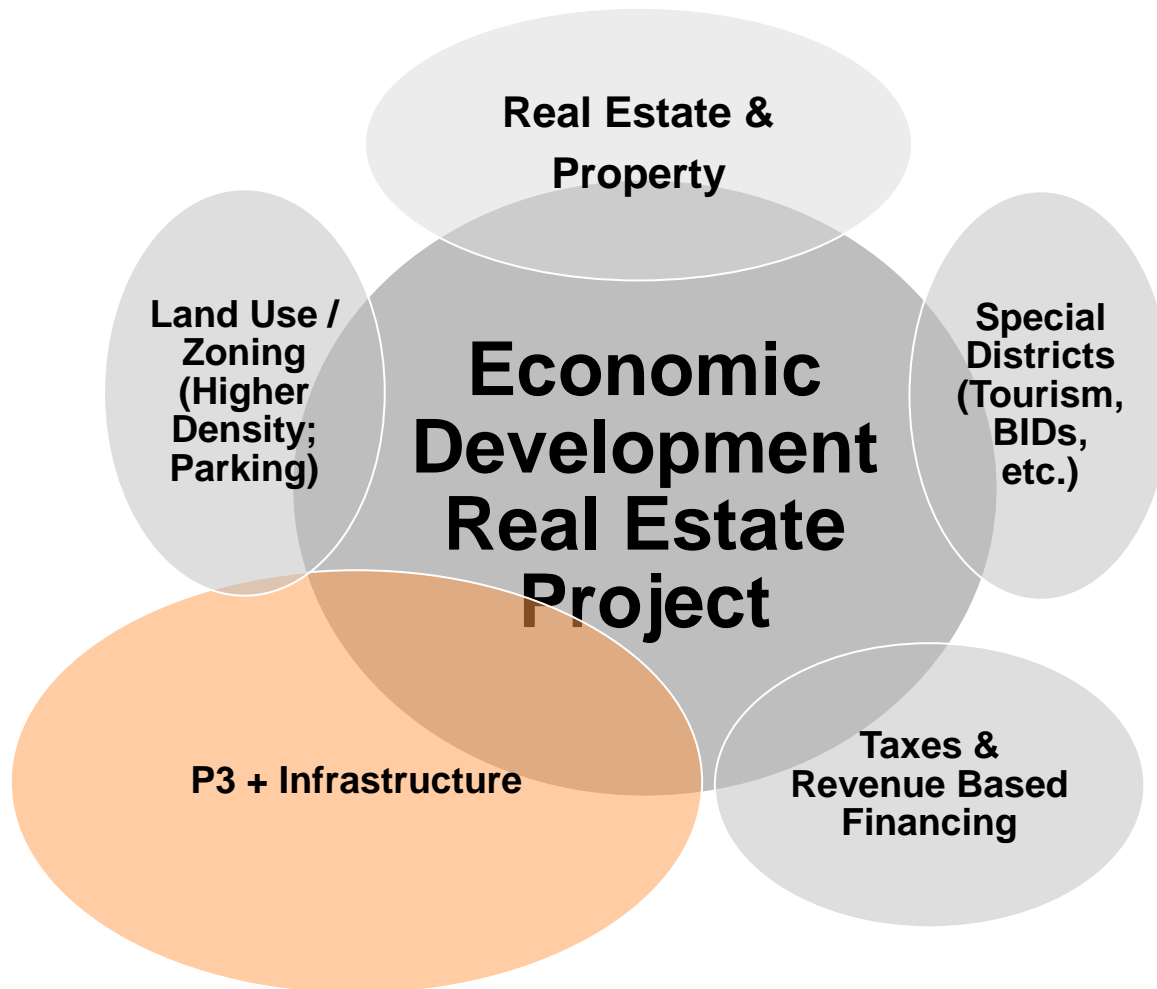 Real Estate &
Property
Land Use /
Zoning
(Higher
Density;
Parking)
Economic
Development
Real Estate
Project
Special
Districts
(Tourism,
BIDs,
etc.)
P3 + Infrastructure
Taxes &
Revenue Based
Financing